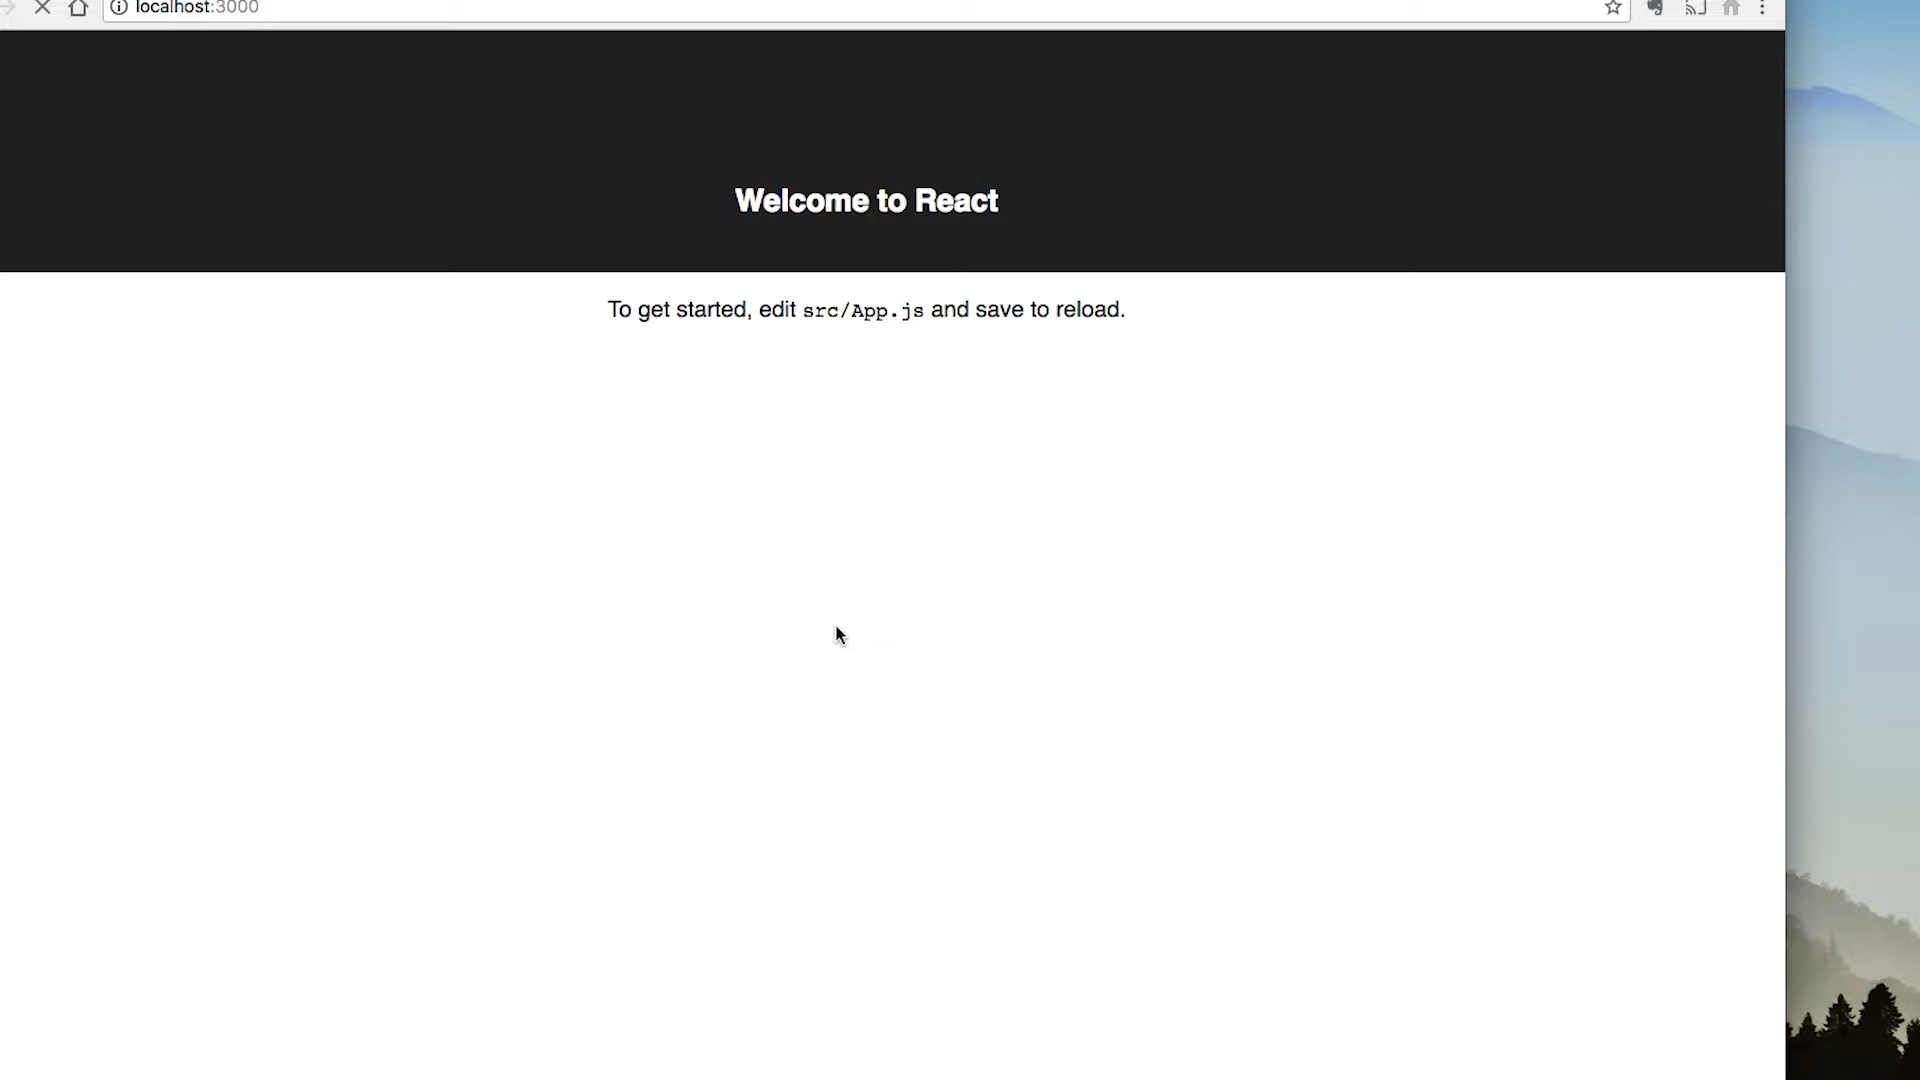 localhost:3000
Welcome to React
To get started, edit src/App.js and save to reload.